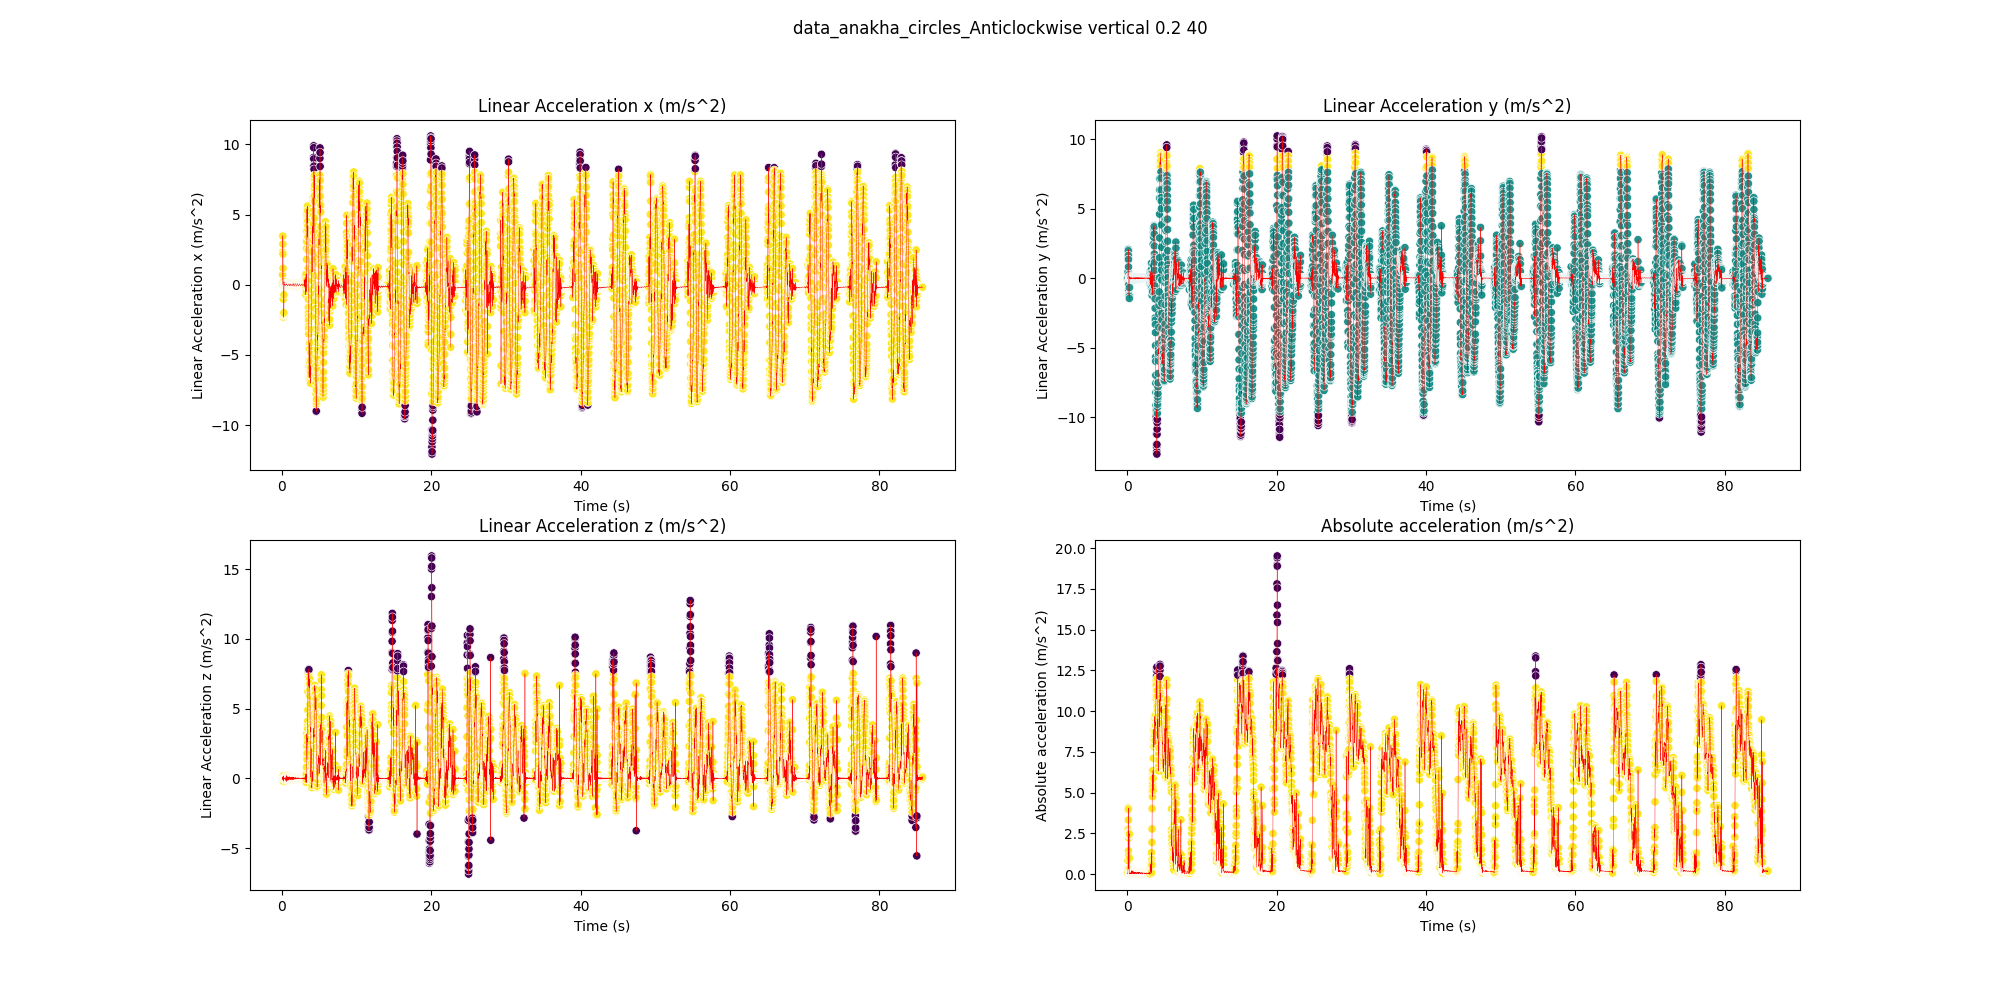 data_anakha_circles_Anticlockwise vertical 0.2 40
Linear Acceleration x (m/s^2)
Linear Acceleration x (m/s^2)
10
5
0
−5
−10
0 20 40 60 80
Time (s)
Linear Acceleration y (m/s^2)
Linear Acceleration y (m/s^2)
10
5
0
−5
−10
0 20 40 60 80
Time (s)
Linear Acceleration z (m/s^2)
Linear Acceleration z (m/s^2)
15
10
5
0
−5
0 20 40 60 80
Time (s)
Absolute acceleration (m/s^2)
Absolute acceleration (m/s^2)
20.0
17.5
15.0
12.5
10.0
7.5
5.0
2.5
0.0
0 20 40 60 80
Time (s)